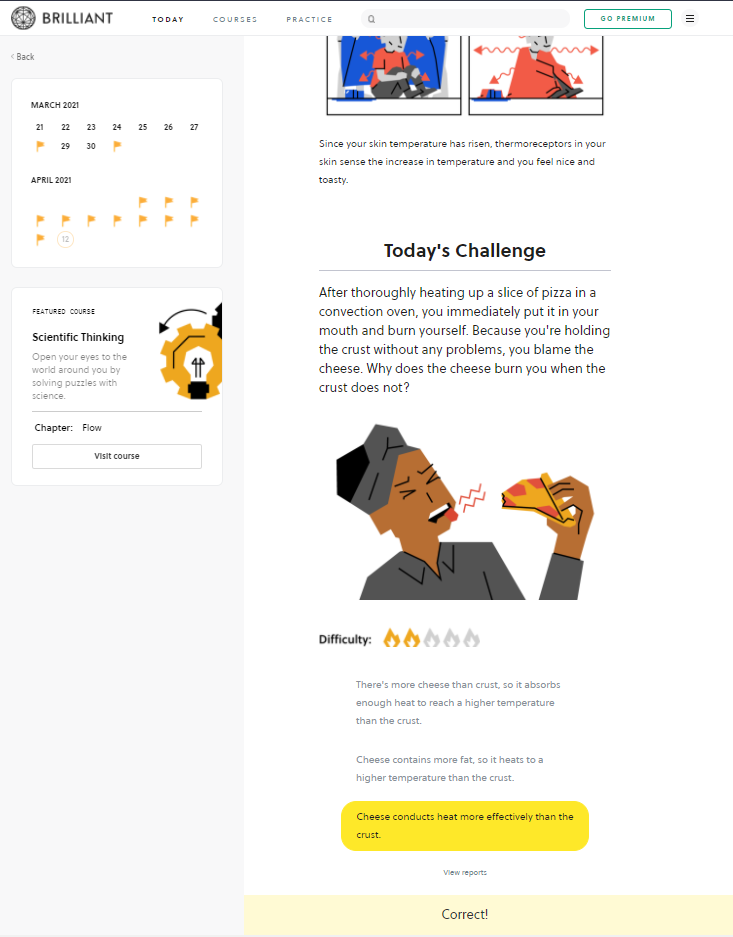 BRILLIANT
TODAY COURSES PRACTICE GO PREMIUM
‹ Back
MARCH 2021
21 22 23 24 25 26 27
29 30
APRIL 2021
12
FEATURED COURSE
Scientific Thinking
Open your eyes to the
world around you by
solving puzzles with
science.
Chapter: Flow
Visit course
Since your skin temperature has risen, thermoreceptors in your
skin sense the increase in temperature and you feel nice and
toasty.
Today's Challenge
After thoroughly heating up a slice of pizza in a
convection oven, you immediately put it in your
mouth and burn yourself. Because you're holding
the crust without any problems, you blame the
cheese. Why does the cheese burn you when the
crust does not?
Difficulty:
There's more cheese than crust, so it absorbs
enough heat to reach a higher temperature
than the crust.
Cheese contains more fat, so it heats to a
higher temperature than the crust.
Cheese conducts heat more effectively than the
crust.
View reports
Correct!